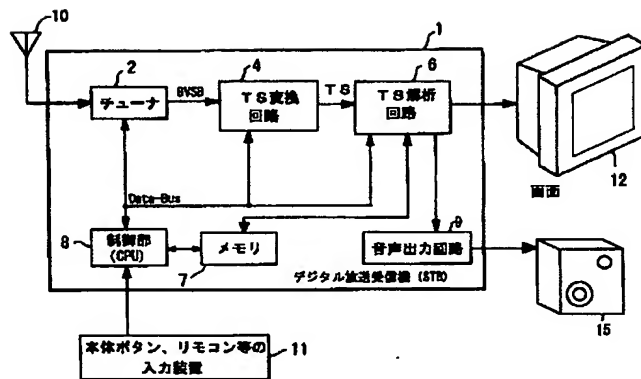 10
1
2
4
6
チューナ
8VSB
TS変換
回路
TS
TS解析
回路
12
画面
Data-Bus
8
制御部
(CPU)
メモリ
7
9
音声出力回路
デジタル放送受信機 (STB)
15
本体ボタン、リモコン等の
入力装置
11